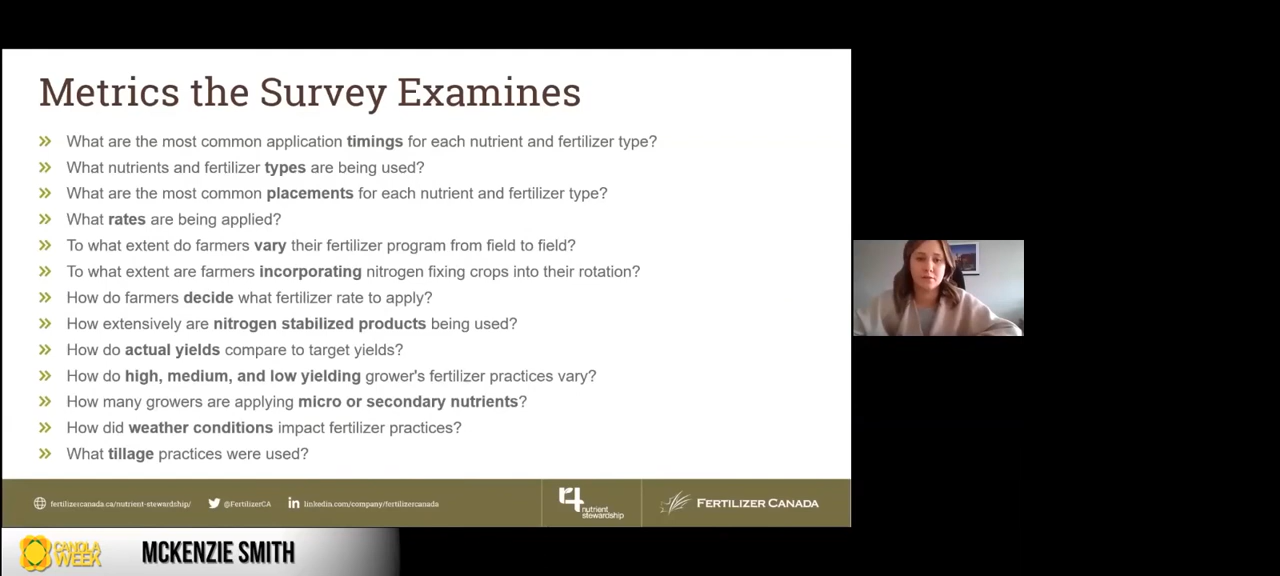 Metrics the Survey Examines
What are the most common application timings for each nutrient and fertilizer type?
What nutrients and fertilizer types are being used?
What are the most common placements for each nutrient and fertilizer type?
What rates are being applied?
To what extent do farmers vary their fertilizer program from field to field?
To what extent are farmers incorporating nitrogen fixing crops into their rotation?
How do farmers decide what fertilizer rate to apply?
How extensively are nitrogen stabilized products being used?
How do actual yields compare to target yields?
How do high, medium, and low yielding grower's fertilizer practices vary?
How many growers are applying micro or secondary nutrients?
How did weather conditions impact fertilizer practices?
What tillage practices were used?
fertilizercanada.ca/nutrient-stewardship/ @FertilizerCA linkedin.com/company/fertilizercanada
r4 nutrient
stewardship
FERTILIZER CANADA
CANOLA
WEEK
MCKENZIE SMITH